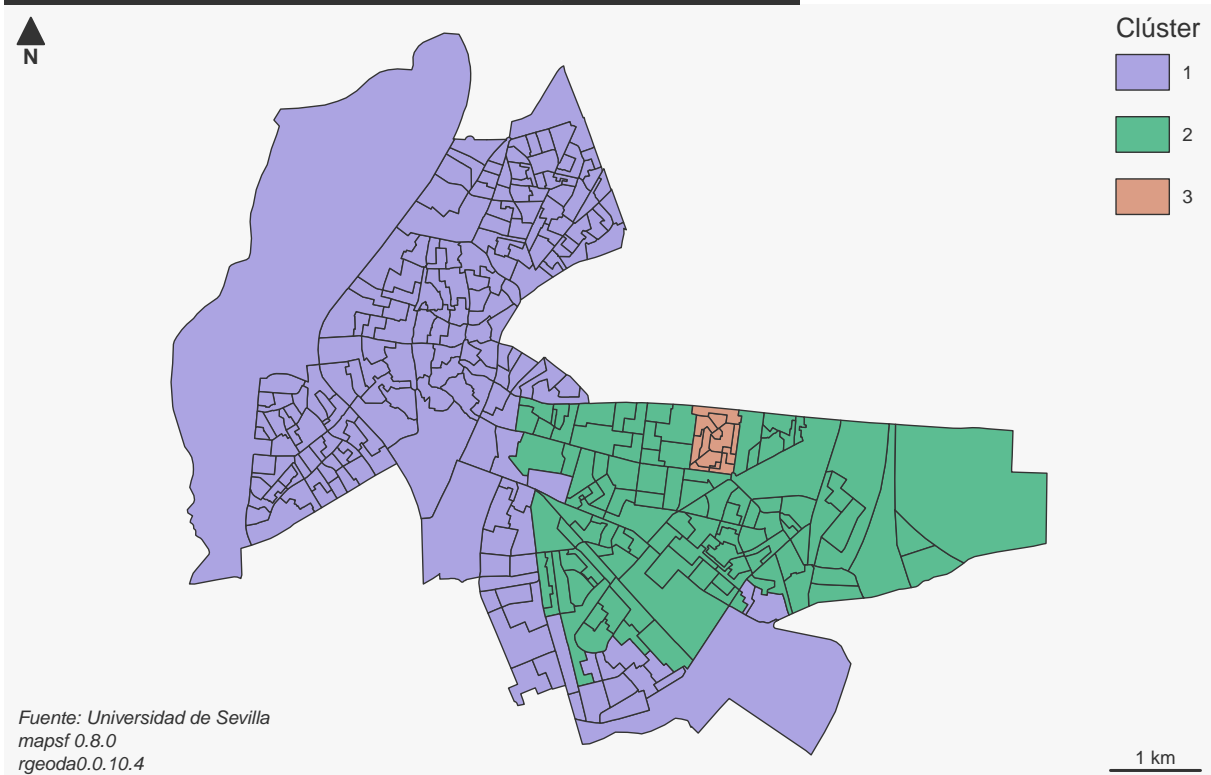 N
Clúster
1
2
3
Fuente: Universidad de Sevilla
mapsf 0.8.0
rgeoda0.0.10.4
1 km